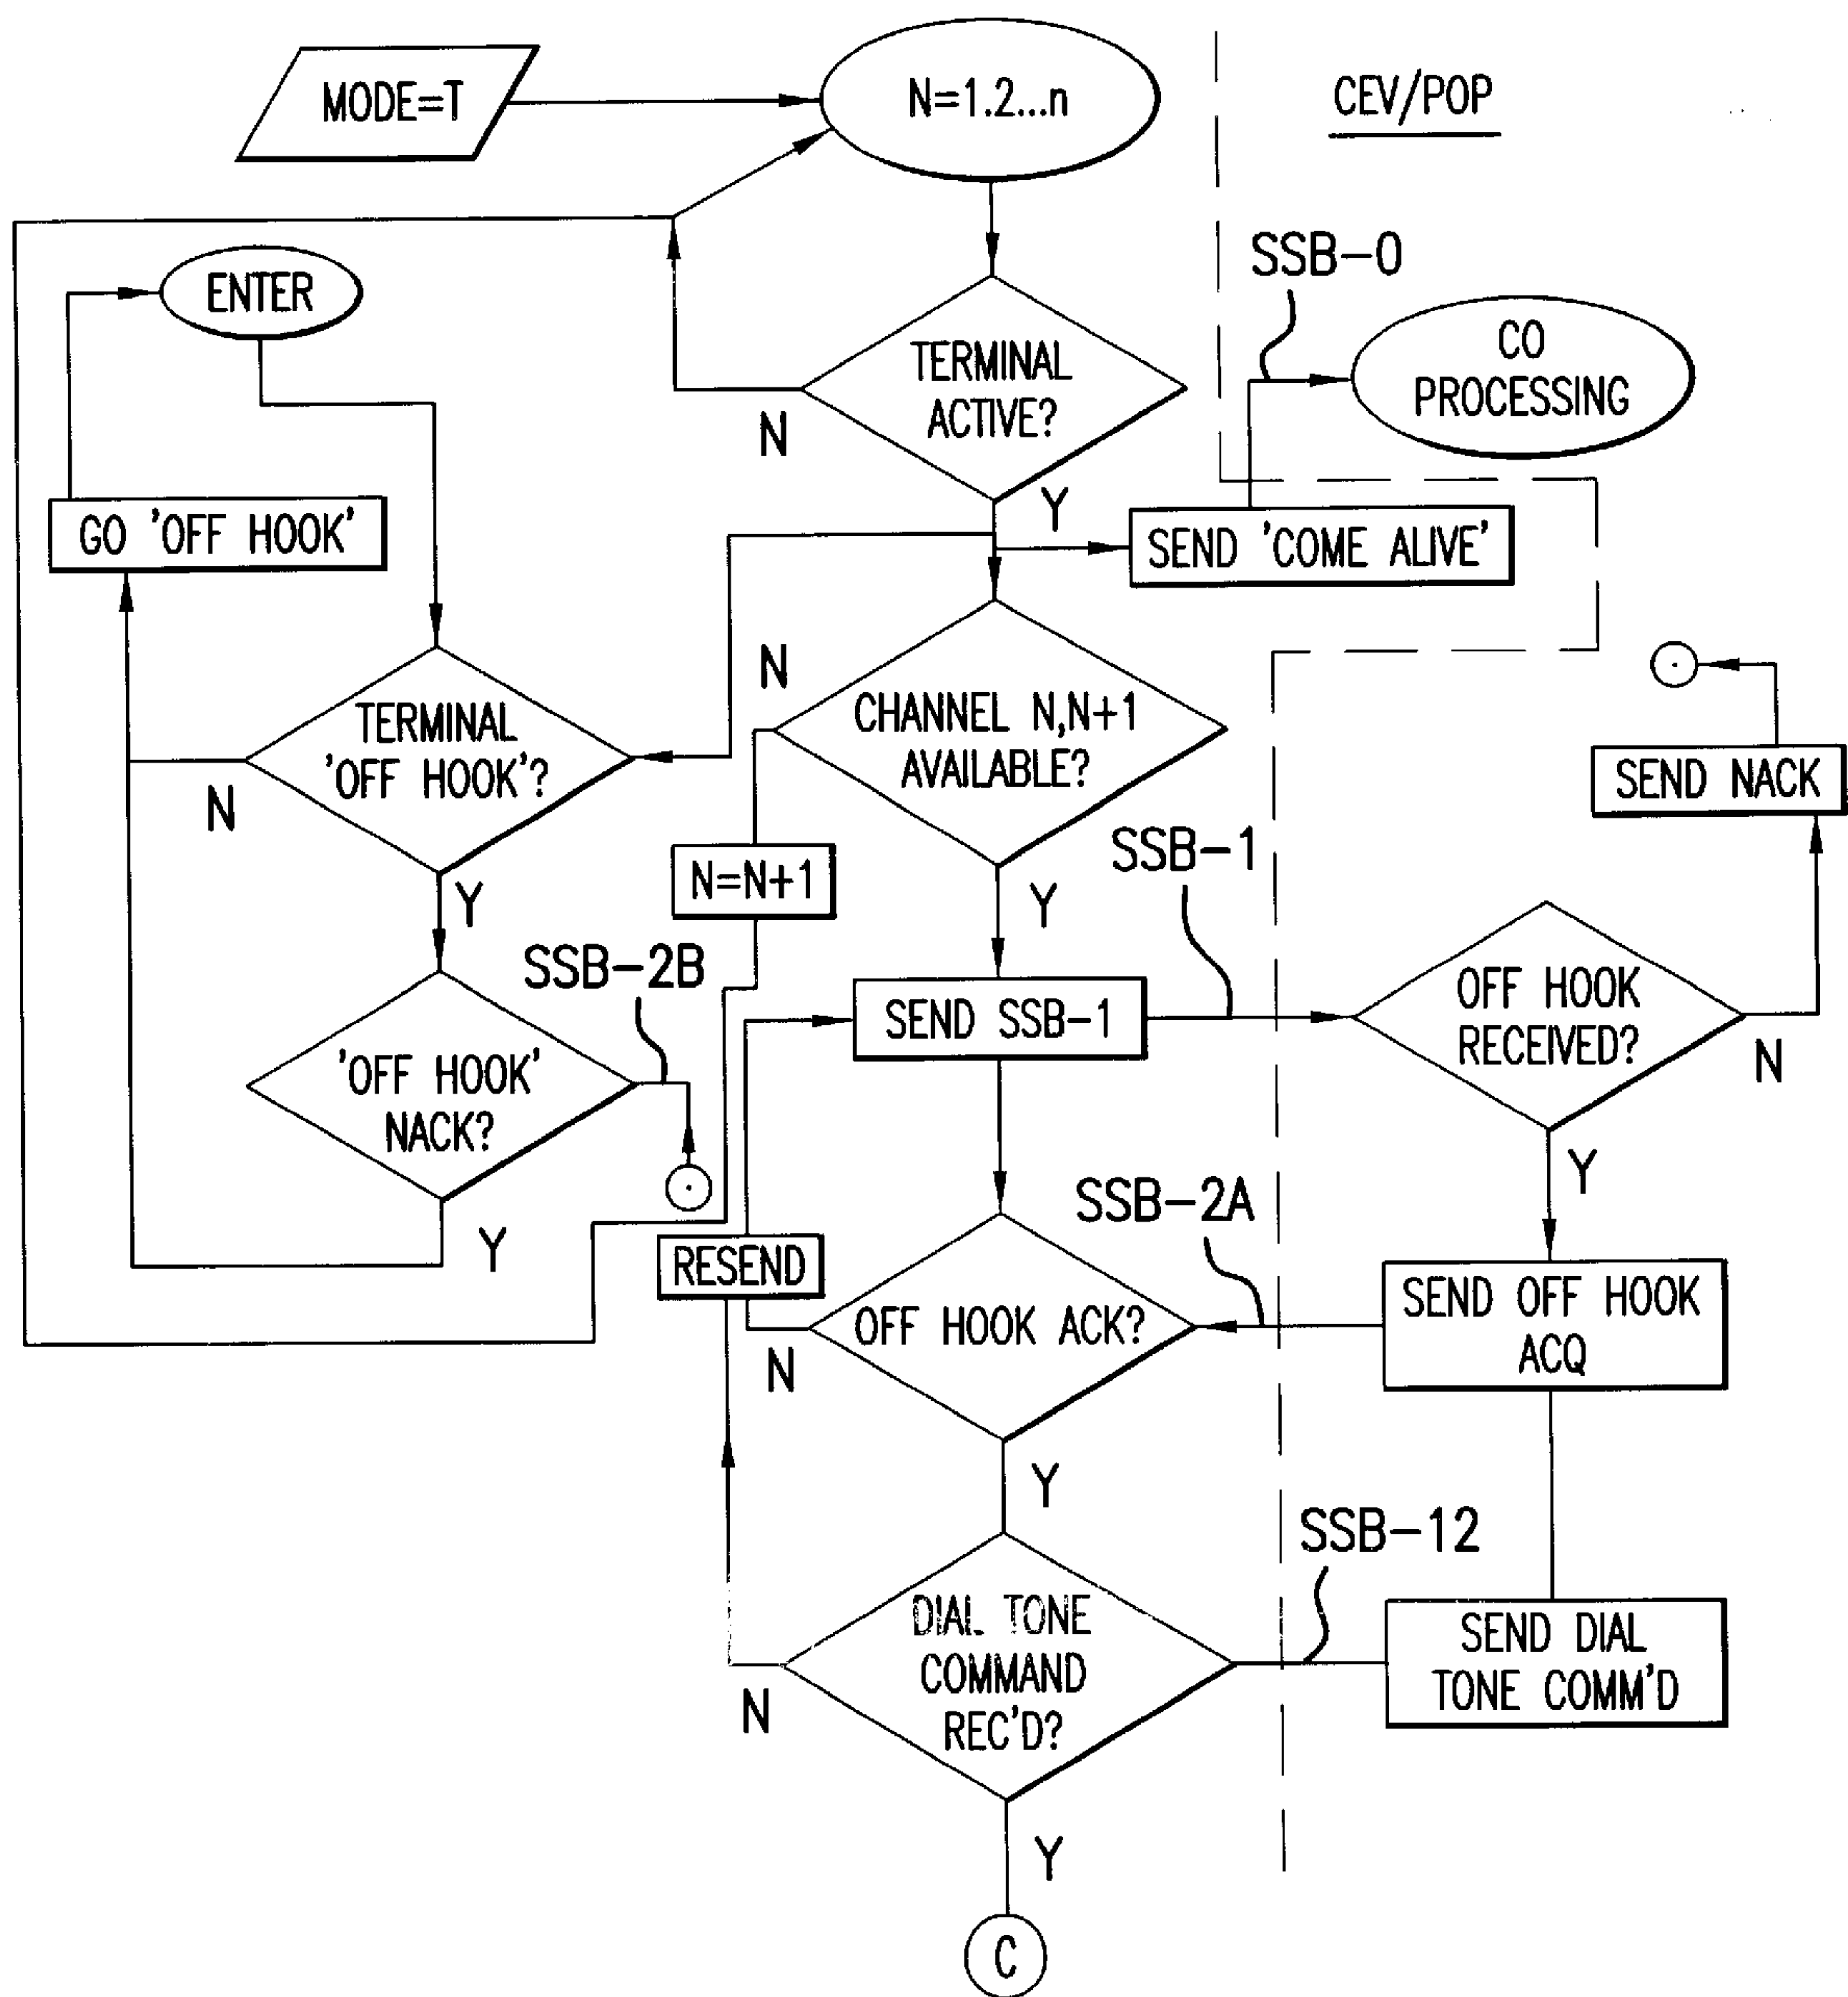 MODE=T
N=1.2...n
CEV/POP
SSB-0
ENTER
CO
PROCESSING
TERMINAL
ACTIVE?
N
Y
GO 'OFF HOOK'
SEND 'COME ALIVE'
N
CHANNEL N,N+1
AVAILABLE?
TERMINAL
'OFF HOOK'?
N
SEND NACK
SSB-1
N=N+1
Y
Y
SSB-2B
OFF HOOK
RECEIVED?
SEND SSB-1
N
'OFF HOOK'
NACK?
Y
SSB-2A
Y
RESEND
OFF HOOK ACK?
N
SEND OFF HOOK
ACQ
Y
SSB-12
DIAL TONE
COMMAND
REC'D?
N
SEND DIAL
TONE COMM'D
Y
C